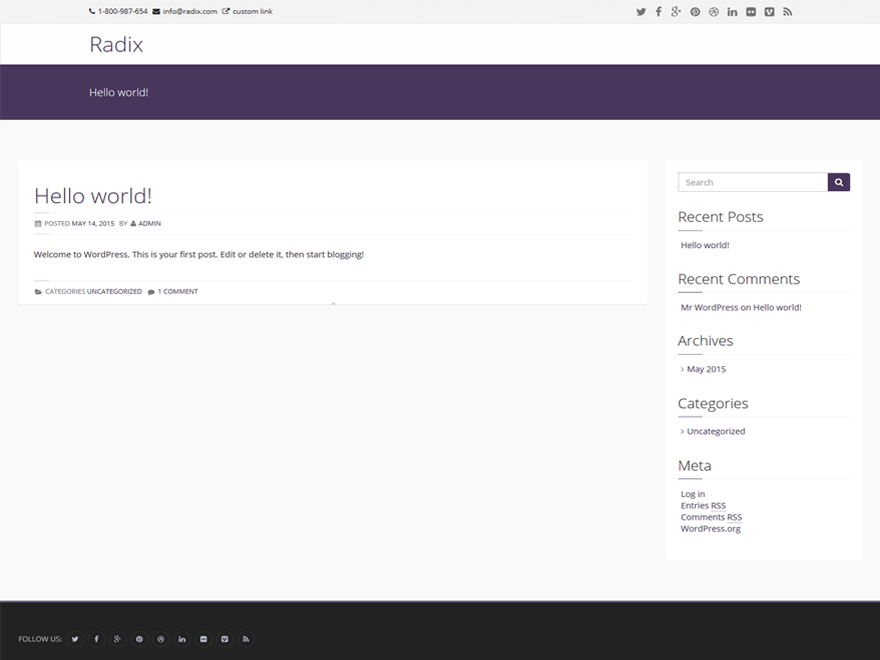 1-800-987-654 info@radix.com custom link
Radix
Hello world!
Hello world!
POSTED MAY 14, 2015 BY ADMIN
Welcome to WordPress. This is your first post. Edit or delete it, then start blogging!
CATEGORIES UNCATEGORIZED 1 COMMENT
Search
Recent Posts
Hello world!
Recent Comments
Mr WordPress on Hello world!
Archives
May 2015
Categories
Uncategorized
Meta
Log in
Entries RSS
Comments RSS
WordPress.org
FOLLOW US: